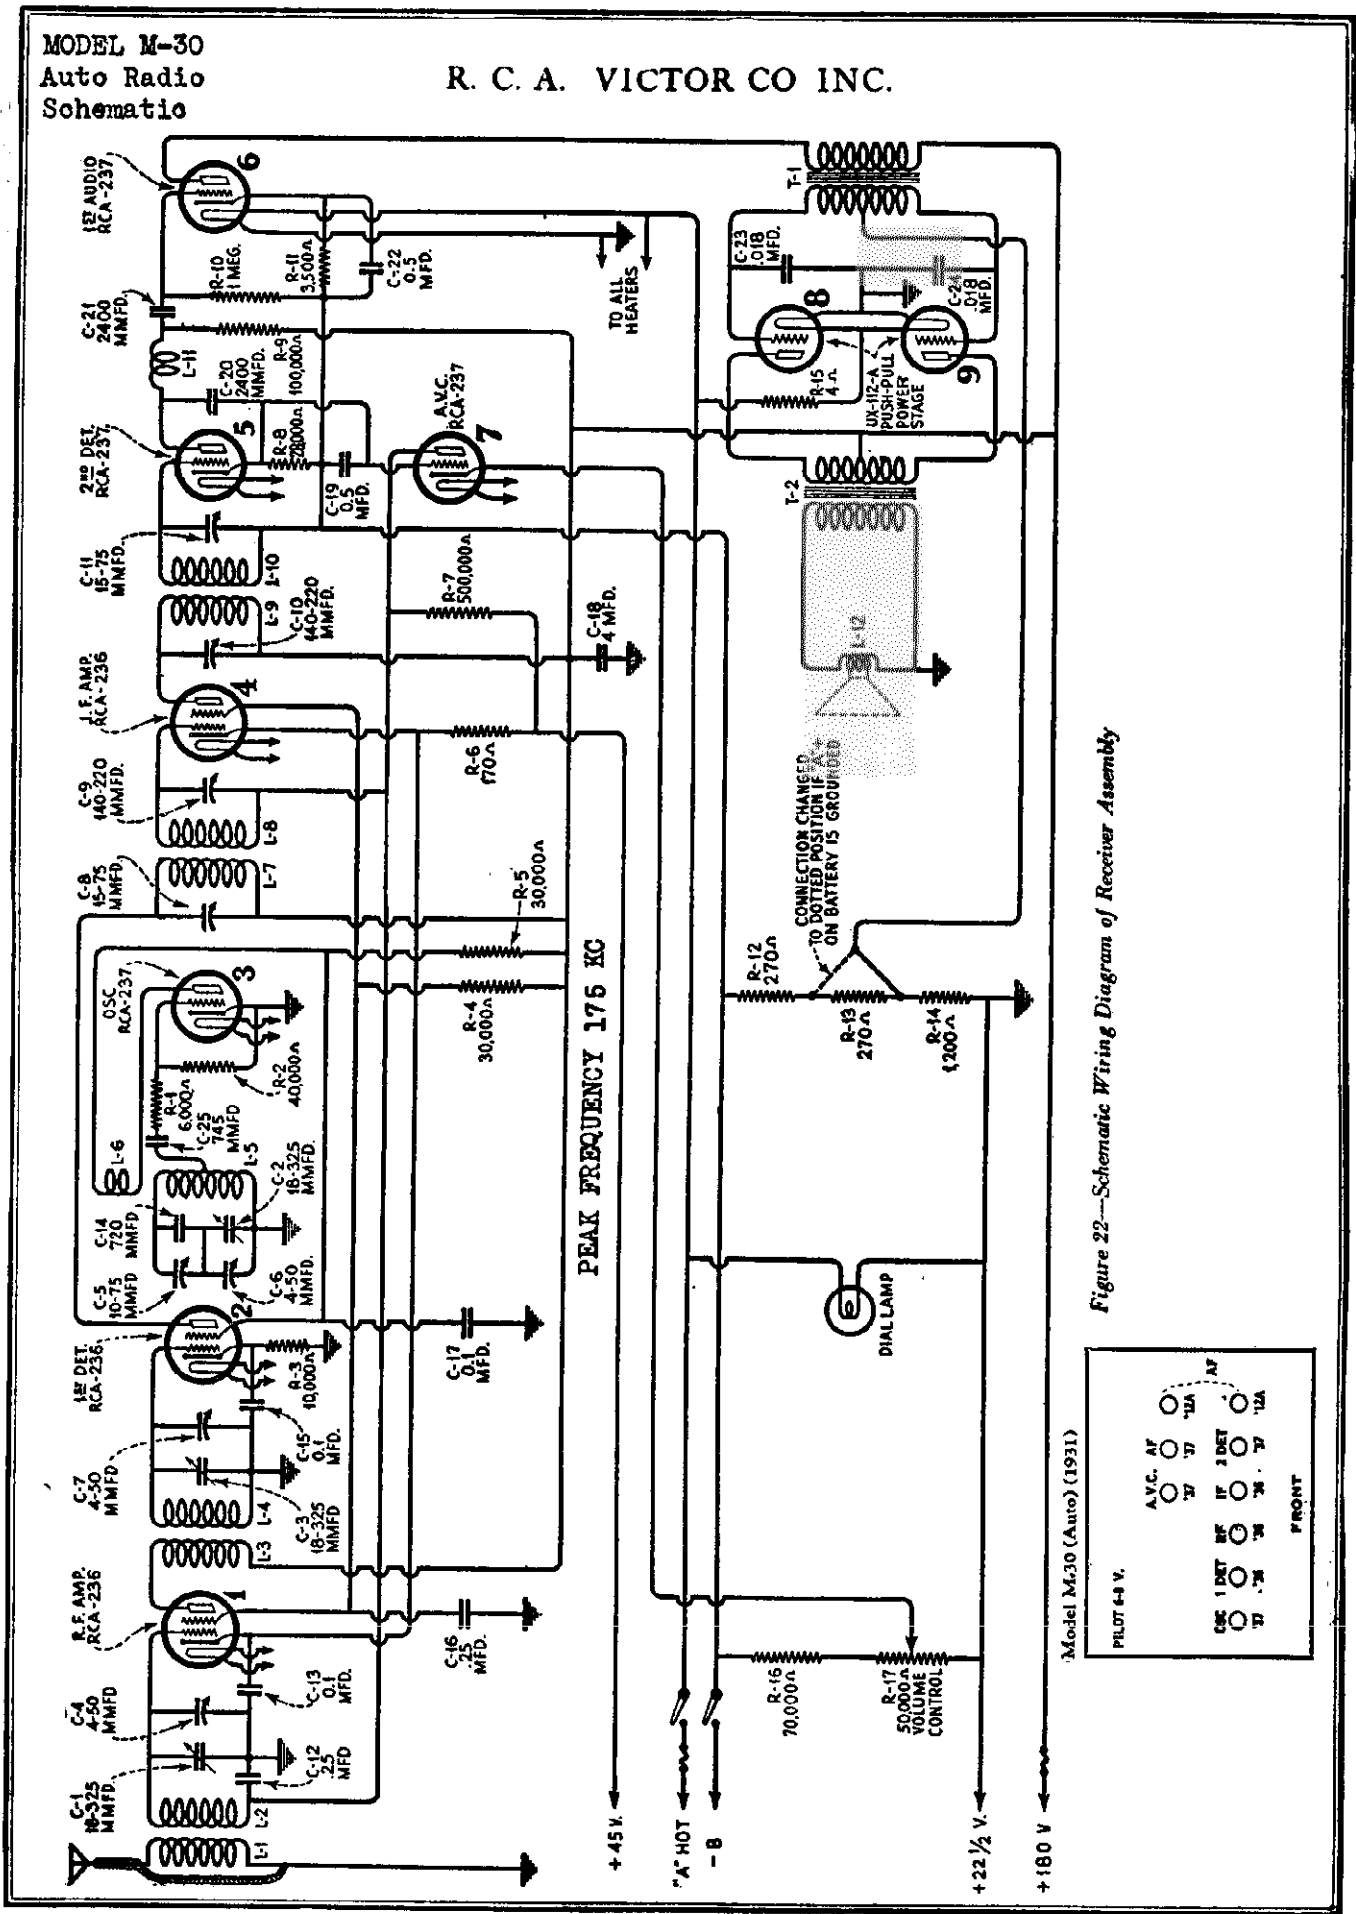 MODEL M-30
Auto Radio
Schematic
R. C. A. VICTOR CO INC.
1ST AUDIO
RCA-237
6
C-21
2400
MMFD.
R-10
1 MEG.
R-11
3,500Ω
C-22
0.5
MFD.
TO ALL
HEATERS
L-11
C-20
2400
MMFD.
R-9
100,000Ω
2ND DET.
RCA-237
5
R-8
28,000Ω
C-19
0.5
MFD.
A.V.C.
RCA-237
7
C-11
15-75
MMFD.
L-10
L-9
C-10
140-220
MMFD.
R-7
500,000Ω
C-18
4 MFD.
I.F. AMP.
RCA-236
4
R-6
170Ω
C-9
140-220
MMFD.
L-8
L-7
C-8
15-75
MMFD.
R-5
30,000Ω
R-4
30,000Ω
OSC
RCA-237
3
R-2
40,000Ω
R-1
6,000Ω
C-25
745
MMFD
L-6
L-5
C-2
18-325
MMFD.
C-14
720
MMFD
C-5
10-75
MMFD
C-6
4-50
MMFD.
PEAK FREQUENCY 175 KC
1ST DET.
RCA-236
2
R-3
10,000Ω
C-17
0.1
MFD.
C-15
0.1
MFD.
C-7
4-50
MMFD
L-4
C-3
18-325
MMFD
L-3
R.F. AMP.
RCA-236
1
C-16
.25
MFD.
C-13
0.1
MFD.
C-4
4-50
MMFD
C-12
.25
MFD
C-1
18-325
MMFD.
L-2
L-1
+45V.
"A" HOT
-B
+22 1/2 V.
+180 V
T-1
C-23
.018
MFD.
.018
MFD.
8
9
UX-112-A
PUSH-PULL
POWER
STAGE
R-15
4Ω
T-2
L-12
CONNECTION CHANGED
TO DOTTED POSITION IF "A"+
ON BATTERY IS GROUNDED
R-12
270Ω
R-13
270Ω
R-14
1,200Ω
DIAL LAMP
R-16
70,000Ω
R-17
50,000Ω
VOLUME
CONTROL
Figure 22—Schematic Wiring Diagram of Receiver Assembly
Model M-30 (Auto) (1931)
PILOT 6-8 V.
A.V.C. AF
'37 '37 '12A
AF
OSC 1 DET RF IF 2 DET
'37 '36 '36 '36 '37 '12A
FRONT